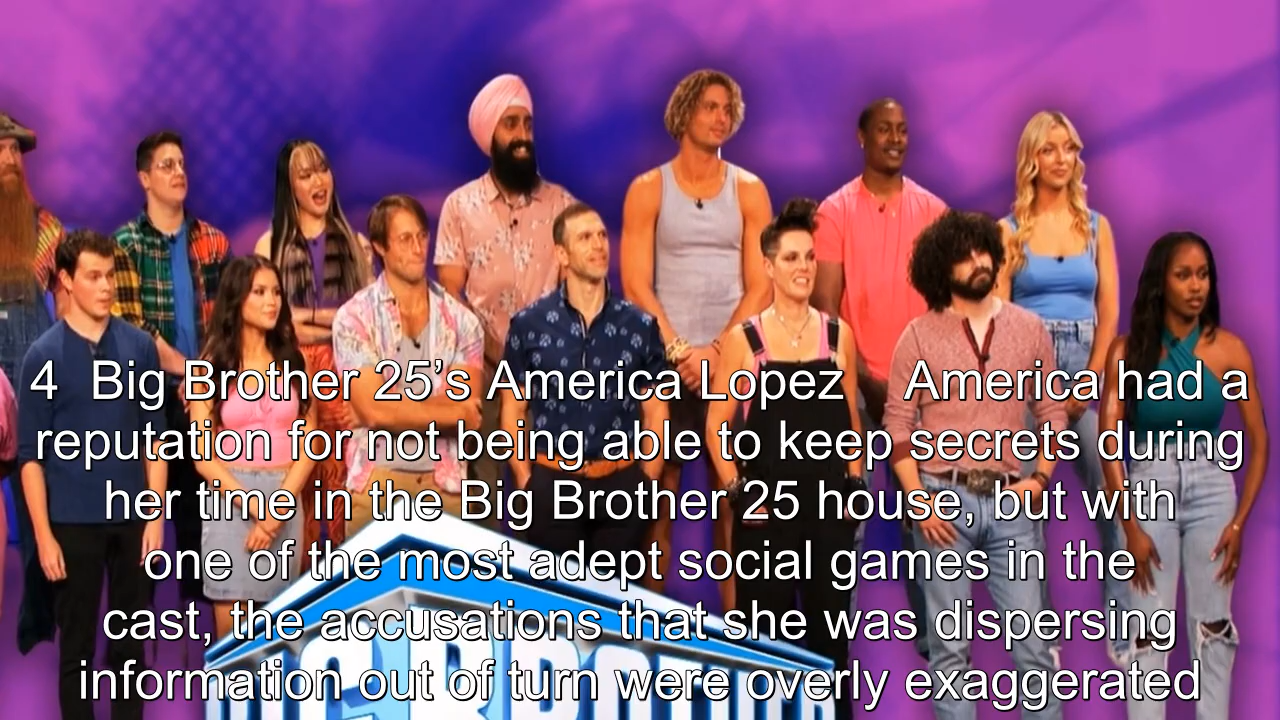 4  Big Brother 25’s America Lopez     America had a
reputation for not being able to keep secrets during
her time in the Big Brother 25 house, but with
one of the most adept social games in the
cast, the accusations that she was dispersing
information out of turn were overly exaggerated
BIG BROTHER